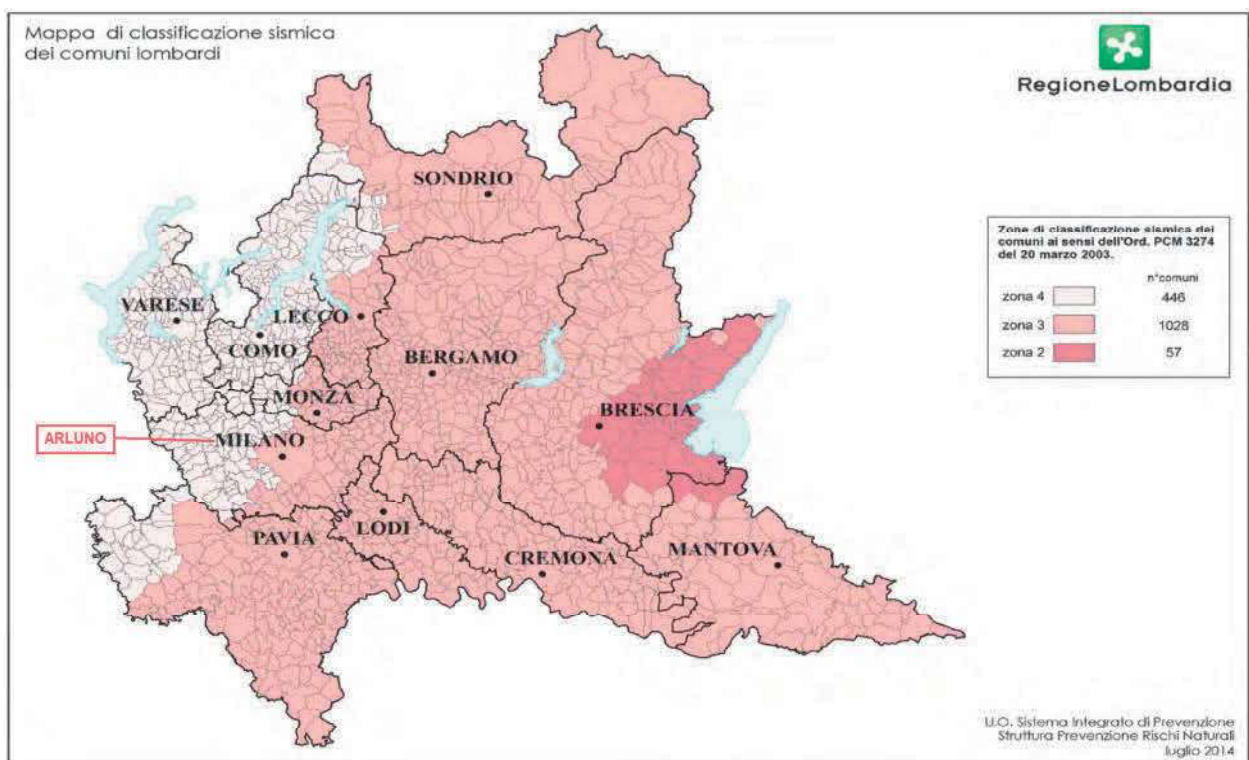 Mappa di classificazione sismica
dei comuni lombardi
RegioneLombardia
SONDRIO
Zone di classificazione sismica dei
comuni ai sensi dell'Ord. PCM 3274
del 20 marzo 2003.
n°comuni
zona 4 446
zona 3 1028
zona 2 57
VARESE
LECCO
COMO
BERGAMO
MONZA
BRESCIA
ARLUNO
MILANO
LODI
PAVIA
CREMONA
MANTOVA
U.O. Sistema Integrato di Prevenzione
Struttura Prevenzione Rischi Naturali
luglio 2014